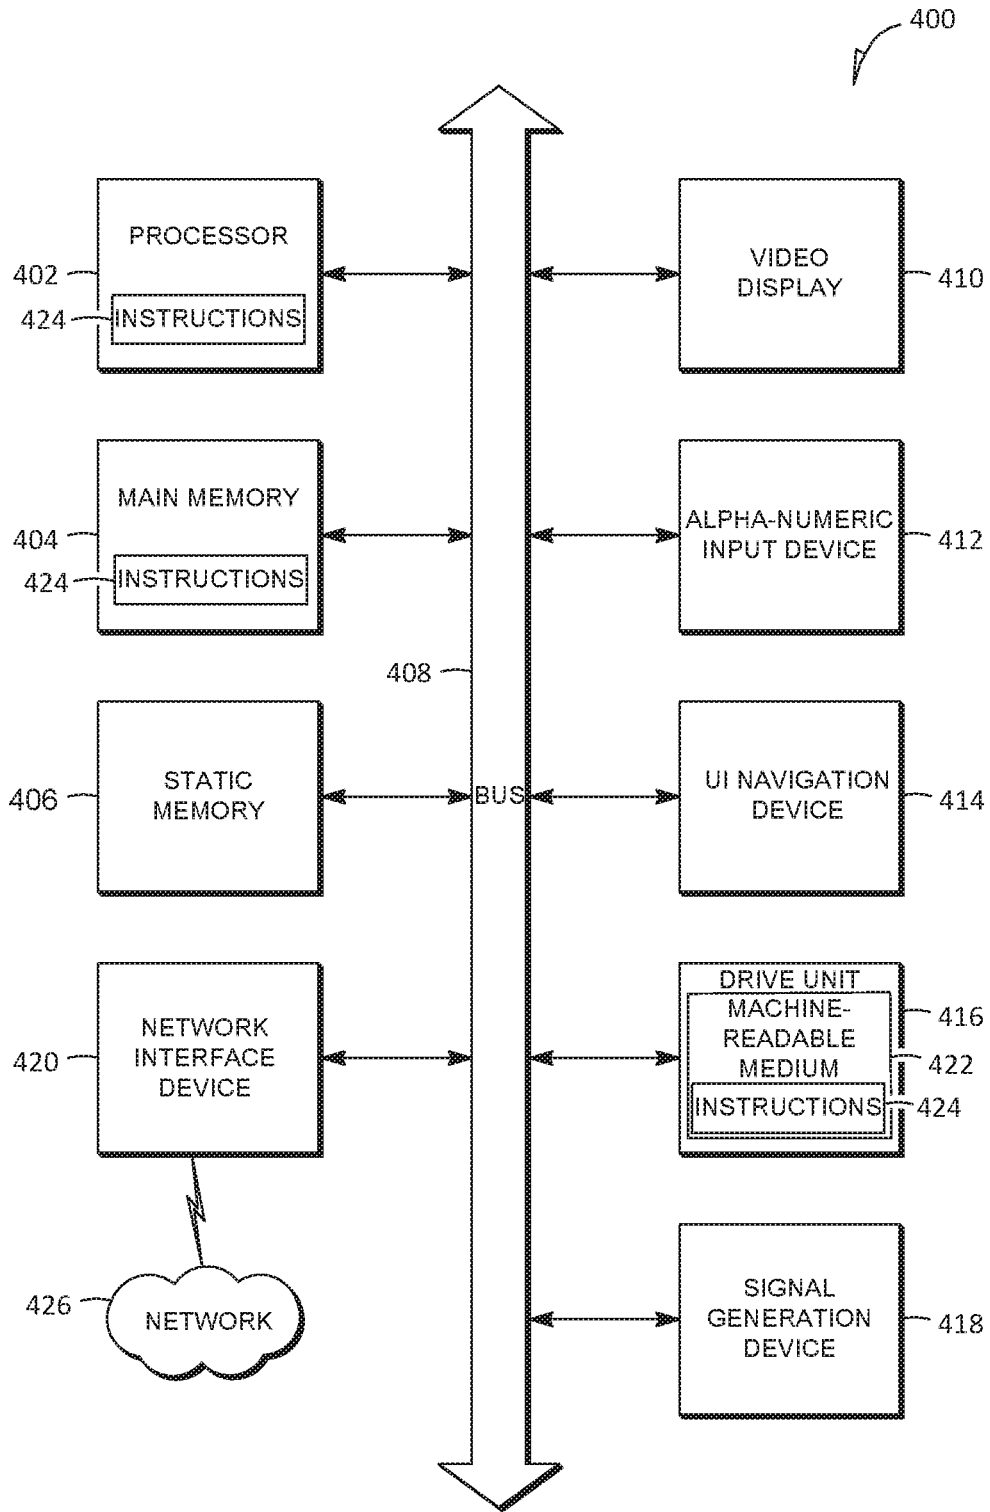 400
PROCESSOR
402
424
INSTRUCTIONS
VIDEO
DISPLAY
410
MAIN MEMORY
404
424
INSTRUCTIONS
ALPHA-NUMERIC
INPUT DEVICE
412
408
STATIC
MEMORY
406
BUS
UI NAVIGATION
DEVICE
414
NETWORK
INTERFACE
DEVICE
420
DRIVE UNIT
MACHINE-
READABLE
MEDIUM
416
422
INSTRUCTIONS
424
426
NETWORK
SIGNAL
GENERATION
DEVICE
418